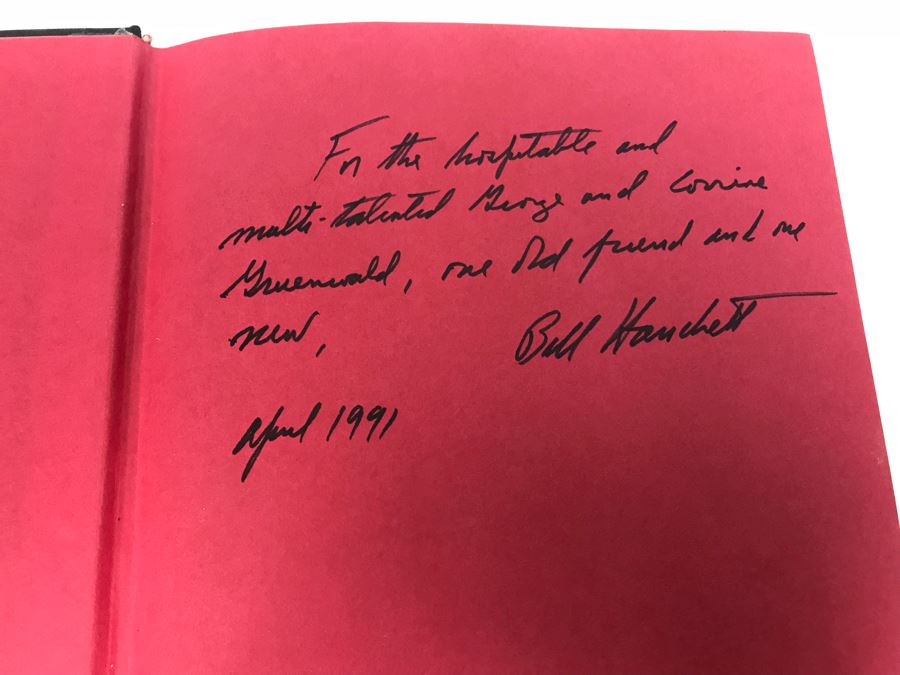 For the hospitable and
multi-talented George and Corrine
Gruenwald, one old friend and one
new,
Bill Hanchett
April 1991